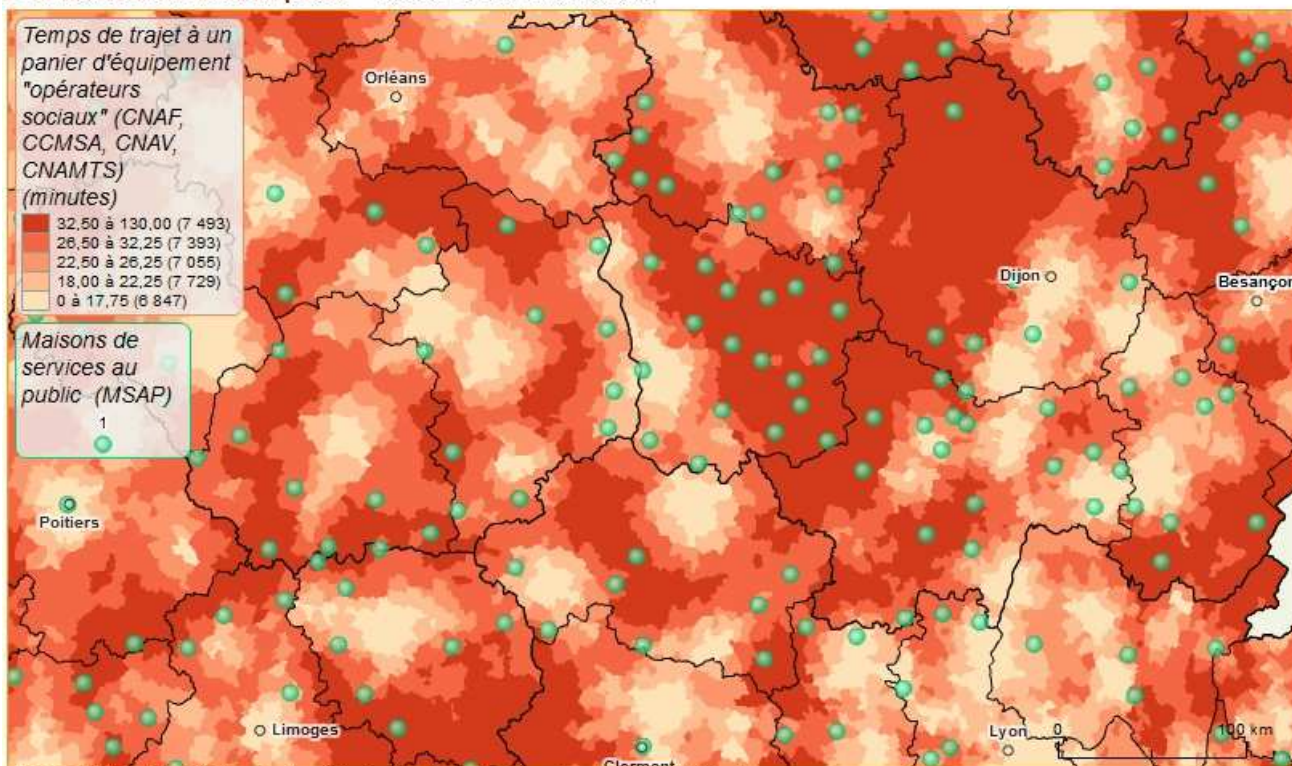 Temps de trajet à un
panier d'équipement
"opérateurs
sociaux" (CNAF,
CCMSA, CNAV,
CNAMTS)
(minutes)
32,50 à 130,00 (7 493)
26,50 à 32,25 (7 393)
22,50 à 26,25 (7 055)
18,00 à 22,25 (7 729)
0 à 17,75 (6 847)
Maisons de
services au
public (MSAP)
1
Orléans
Dijon
Besançon
Poitiers
Limoges
Lyon
0 100 km
Clermont